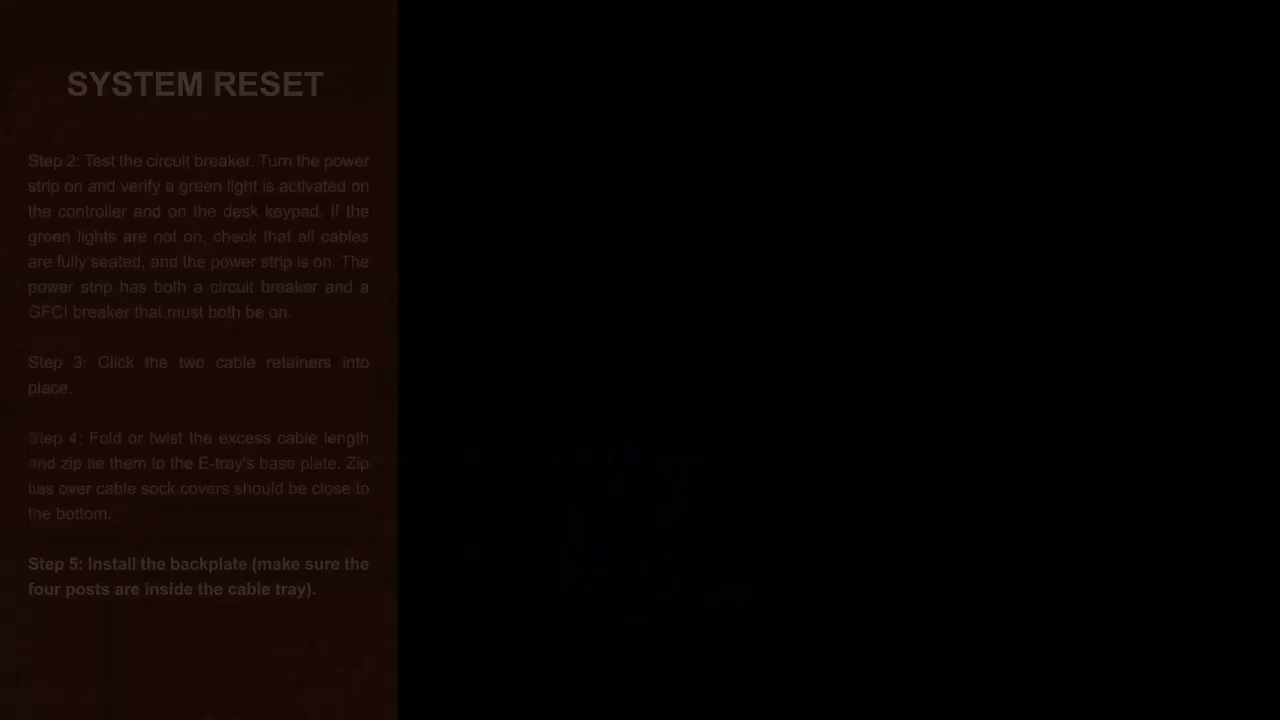 SYSTEM RESET
Step 2: Test the circuit breaker. Turn the power
strip on and verify a green light is activated on
the controller and on the desk keypad. If the
green lights are not on, check that all cables
are fully seated, and the power strip is on. The
power strip has both a circuit breaker and a
GFCI breaker that must both be on.
Step 3: Click the two cable retainers into
place.
Step 4: Fold or twist the excess cable length
and zip tie them to the E-tray's base plate. Zip
ties over cable sock covers should be close to
the bottom.
Step 5: Install the backplate (make sure the
four posts are inside the cable tray).